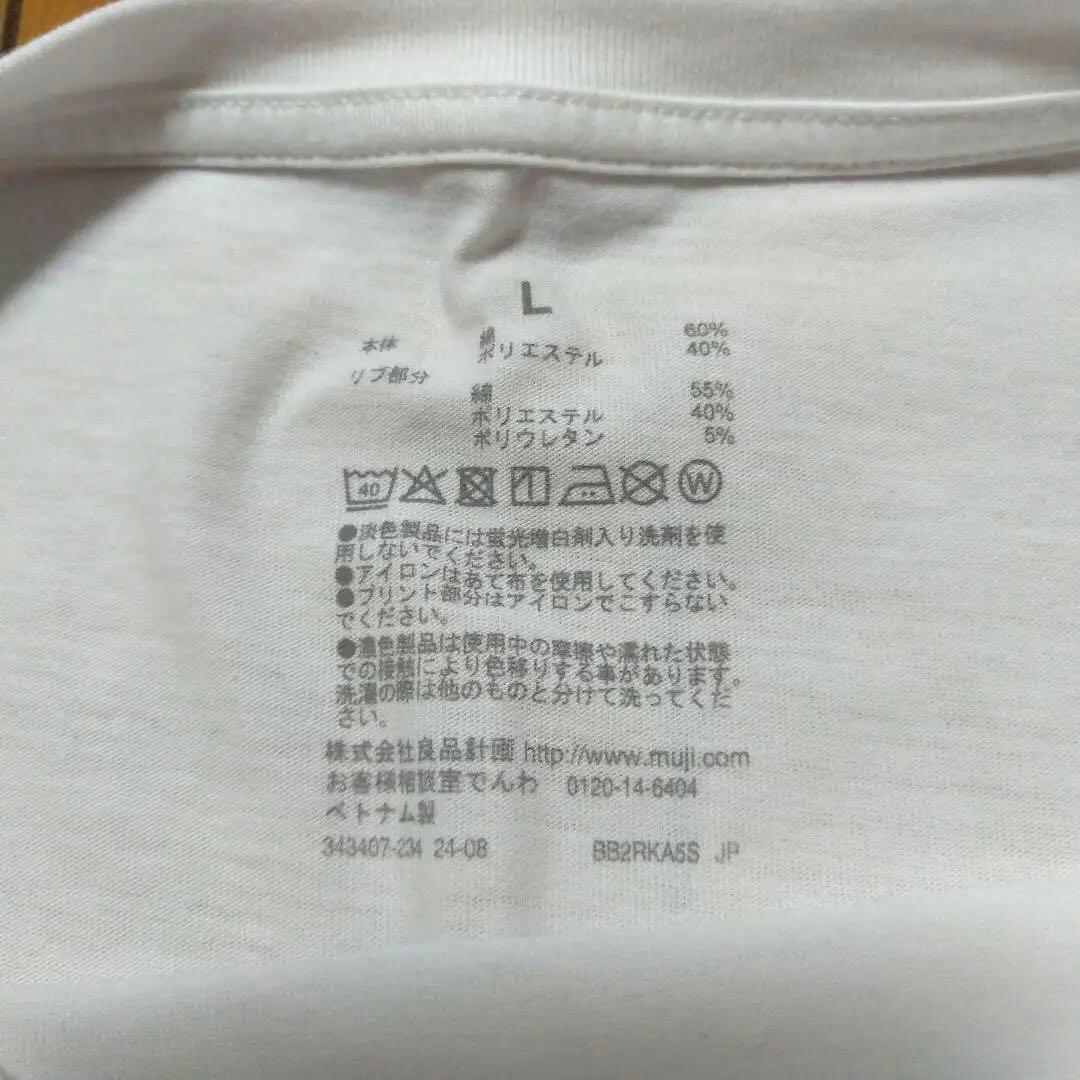 L
本体 綿 60%
ポリエステル 40%
リブ部分
綿 55%
ポリエステル 40%
ポリウレタン 5%
40
W
●淡色製品には蛍光増白剤入り洗剤を使
用しないでください。
●アイロンはあて布を使用してください。
●プリント部分はアイロンでこすらない
でください。
●濃色製品は使用中の摩擦や濡れた状態
での接触により色移りする事があります。
洗濯の際は他のものと分けて洗ってくだ
さい。
株式会社良品計画 http://www.muji.com
お客様相談室でんわ 0120-14-6404
ベトナム製
343407-234 24-08 BB2RKA5S JP